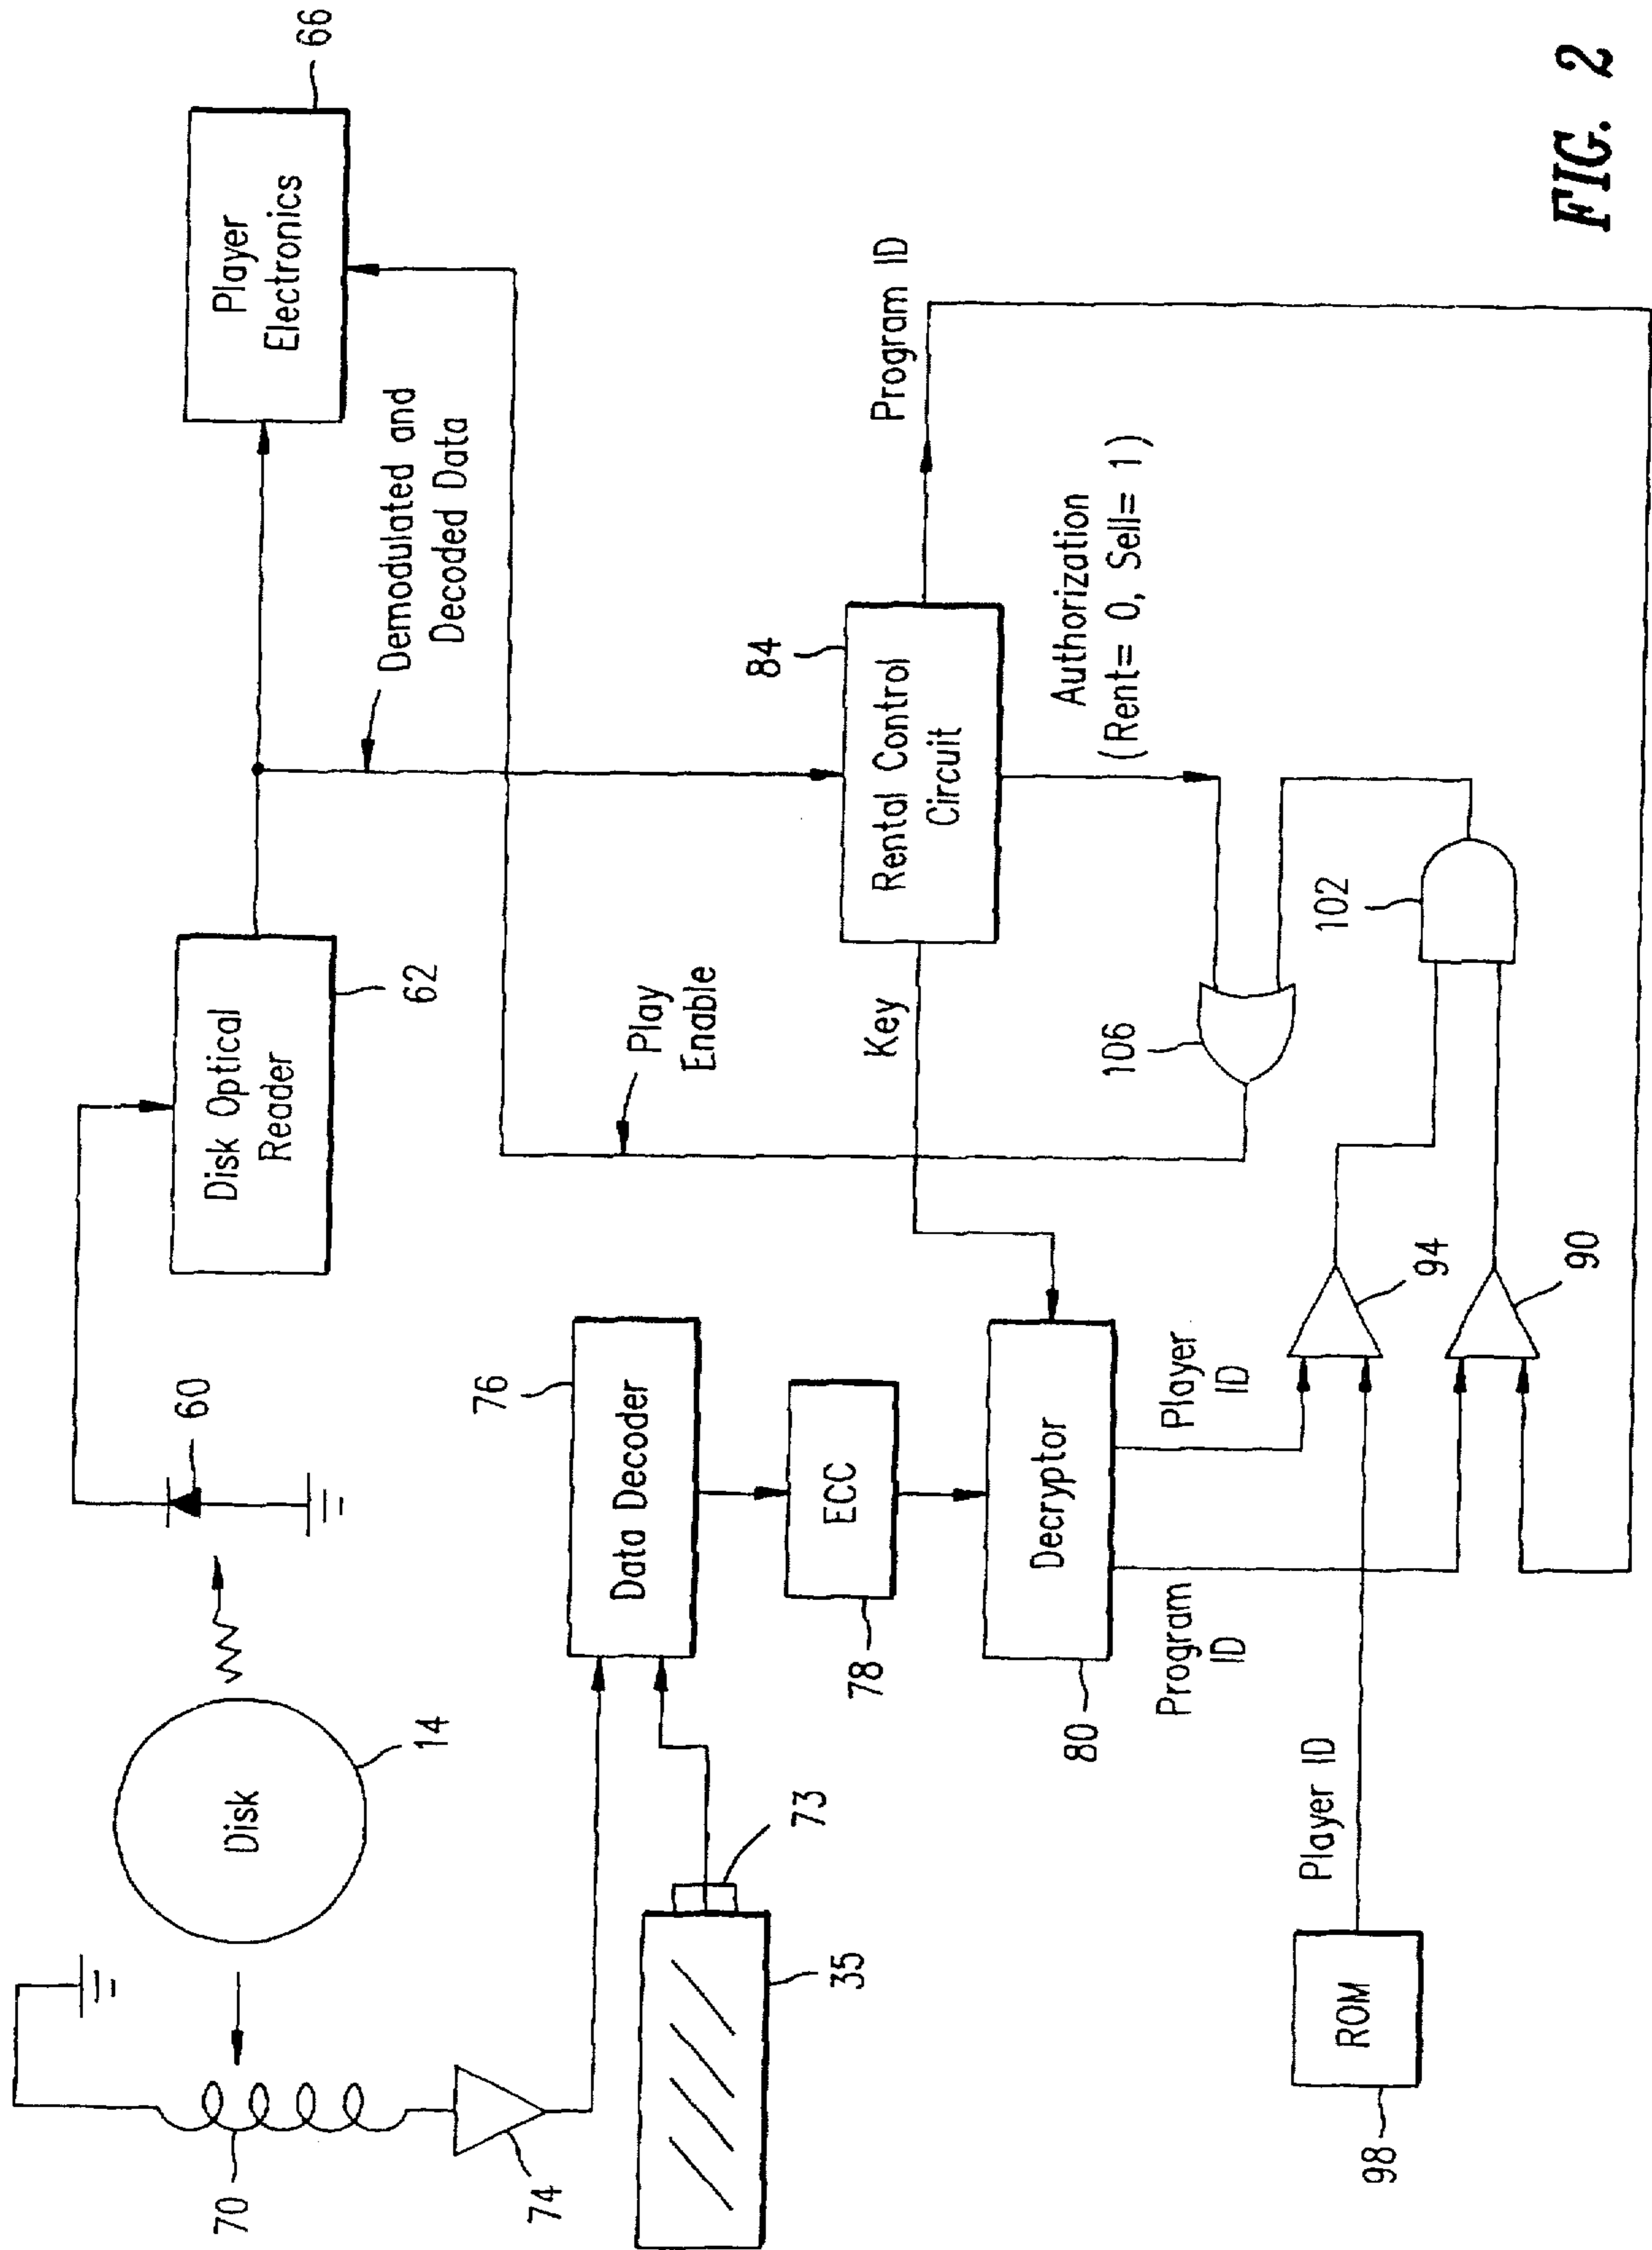 70
74
35
73
Disk
14
60
Disk Optical
Reader
62
Player
Electronics
66
Demodulated and
Decoded Data
Play
Enable
76
Data Decoder
ECC
78
Decryptor
80
Key
84
Rental Control
Circuit
Program ID
Authorization
(Rent= 0, Sell= 1)
106
102
Player
ID
Program
ID
94
90
Player ID
ROM
98
FIG. 2